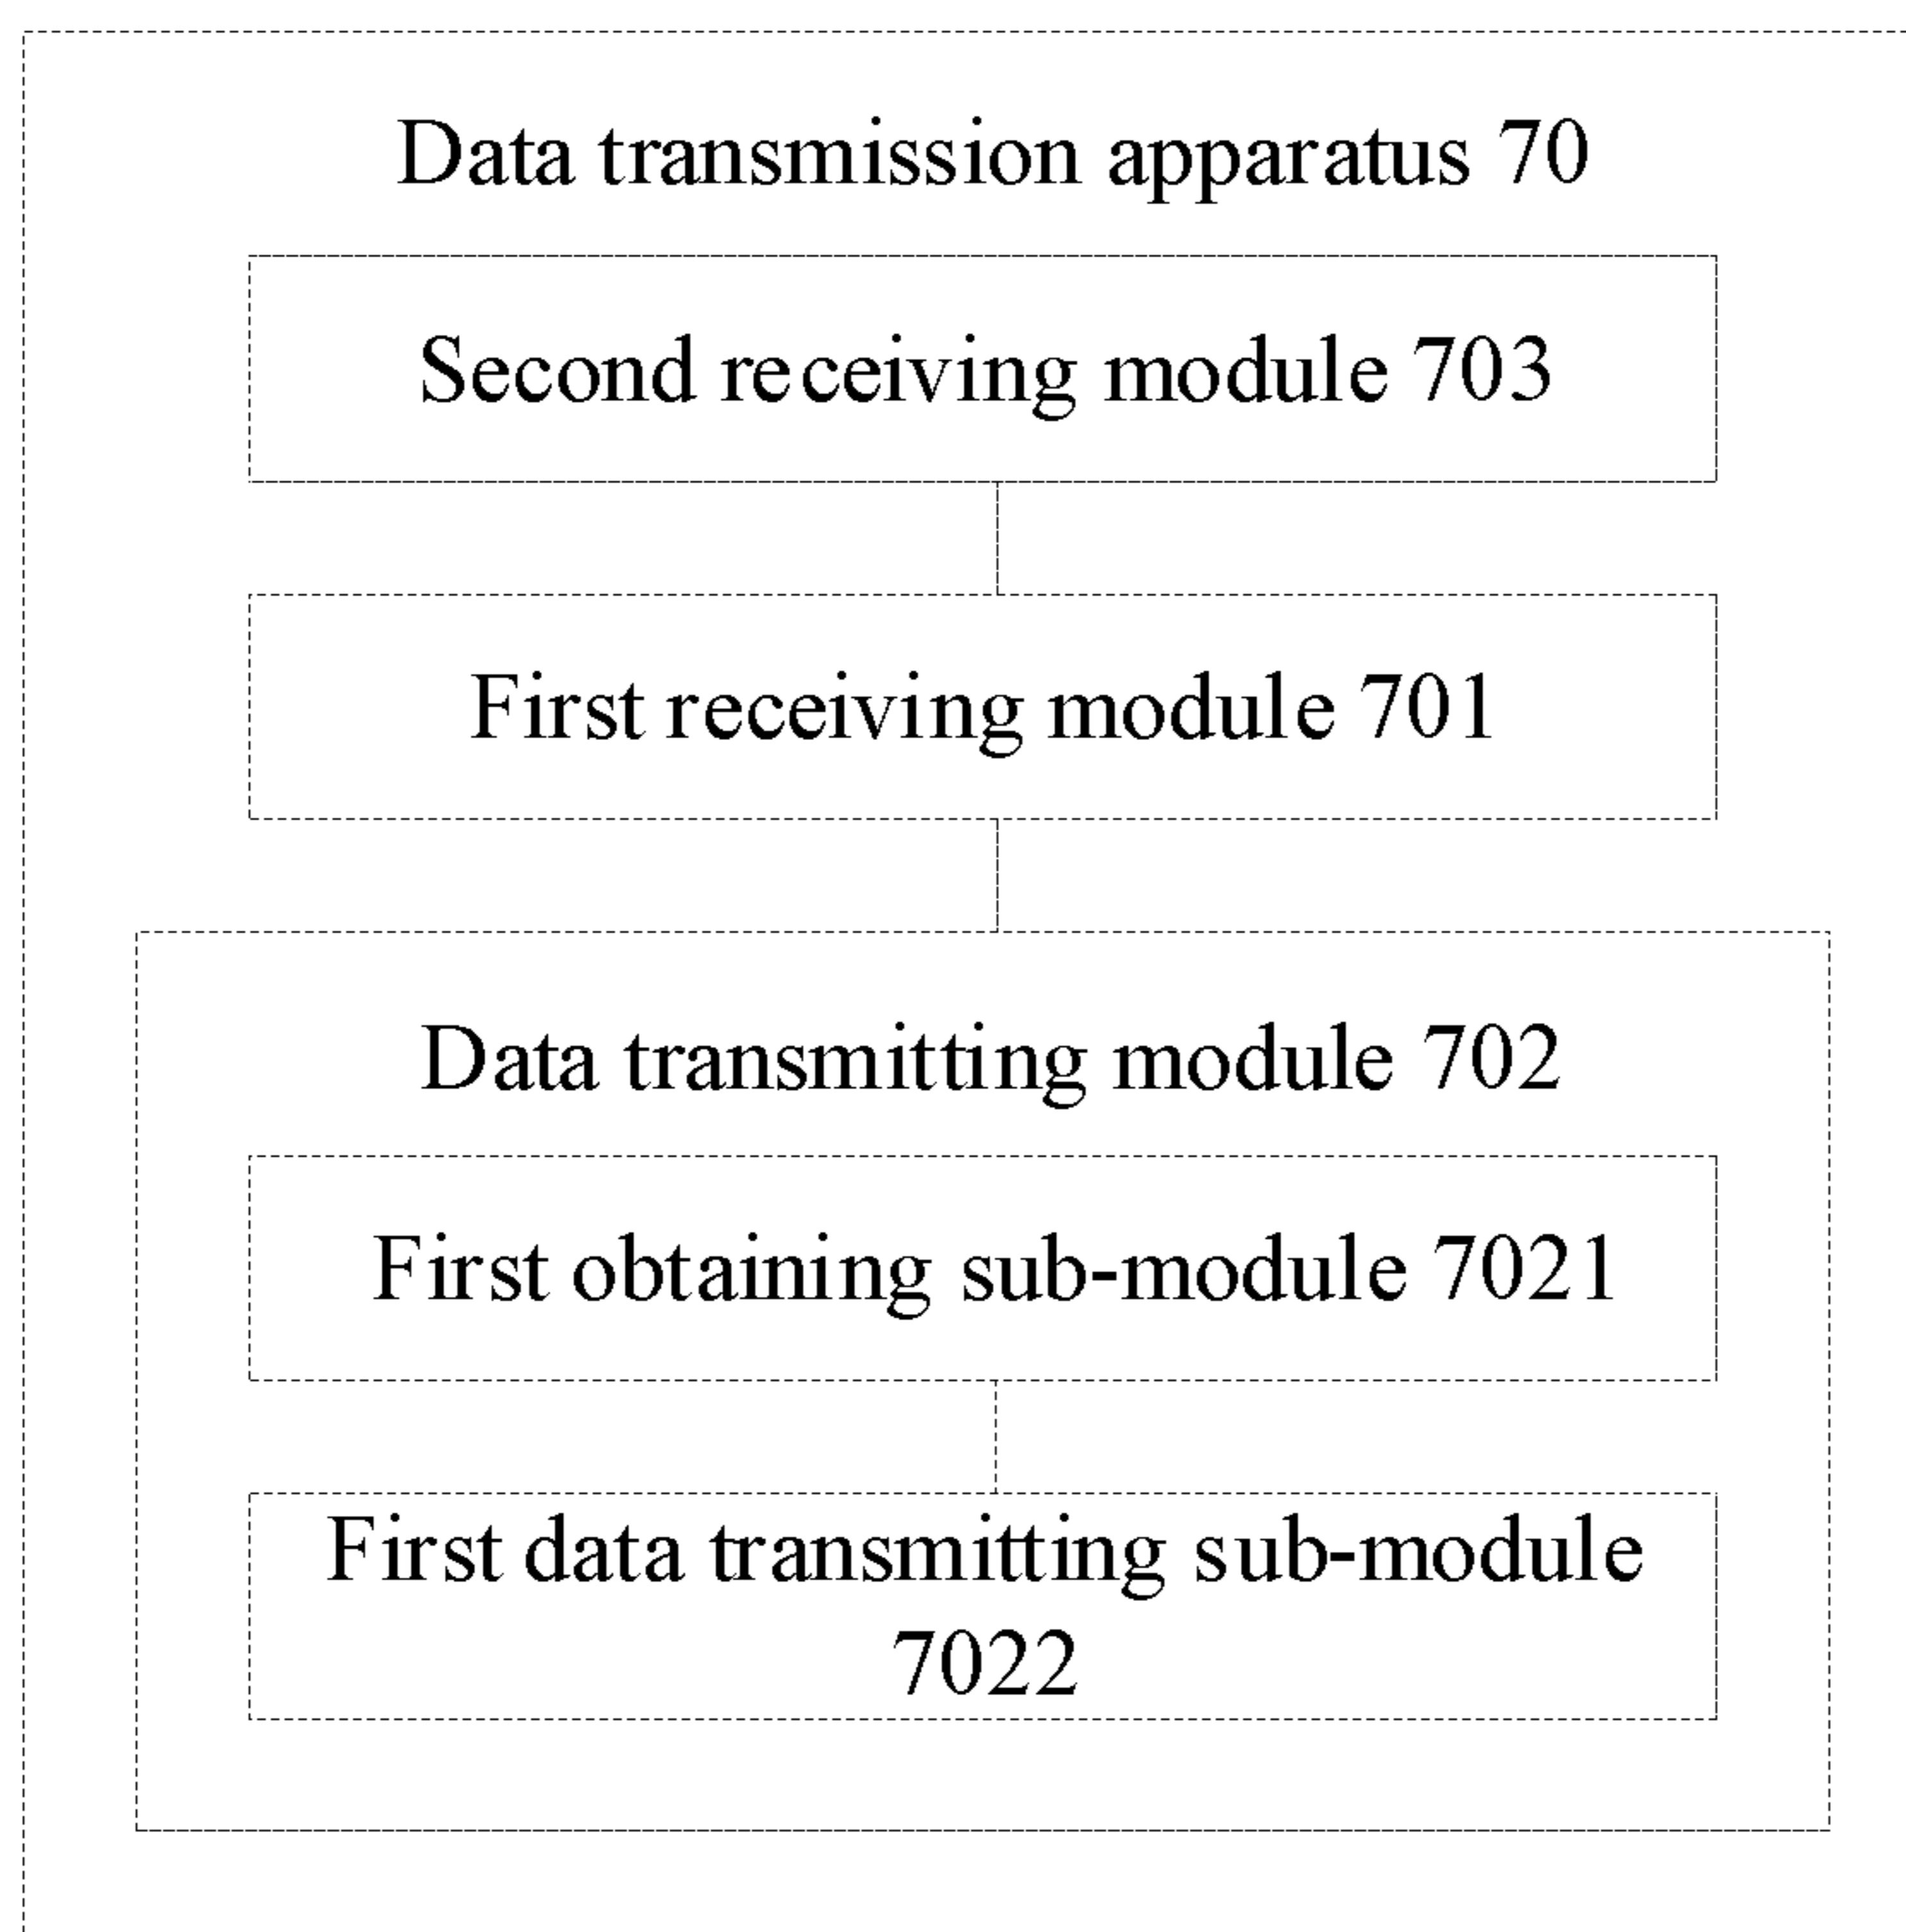 Data transmission apparatus 70
Second receiving module 703
First receiving module 701
Data transmitting module 702
First obtaining sub-module 7021
First data transmitting sub-module
7022